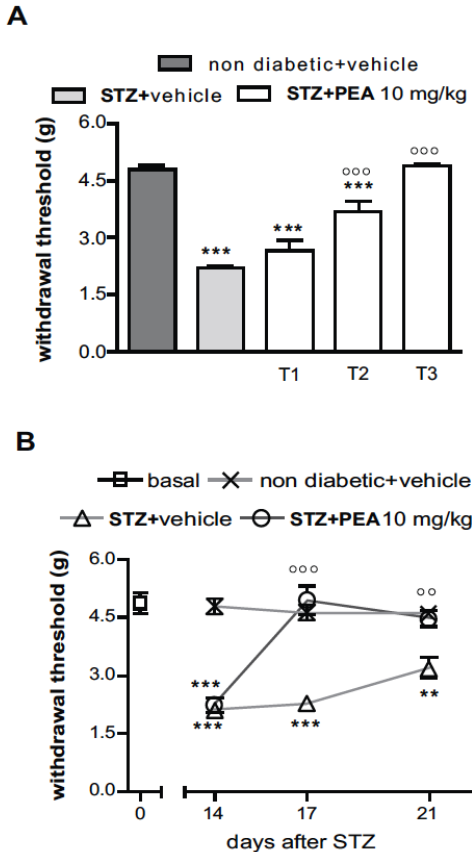 A
non diabetic+vehicle
STZ+vehicle STZ+PEA 10 mg/kg
withdrawal threshold (g)
6.0
4.5
3.0
1.5
0.0
***
***
°°°
***
°°°
T1 T2 T3
B
basal non diabetic+vehicle
STZ+vehicle STZ+PEA 10 mg/kg
withdrawal threshold (g)
6.0
4.5
3.0
1.5
0.0
°°°
°°
***
***
***
**
0 14 17 21
days after STZ